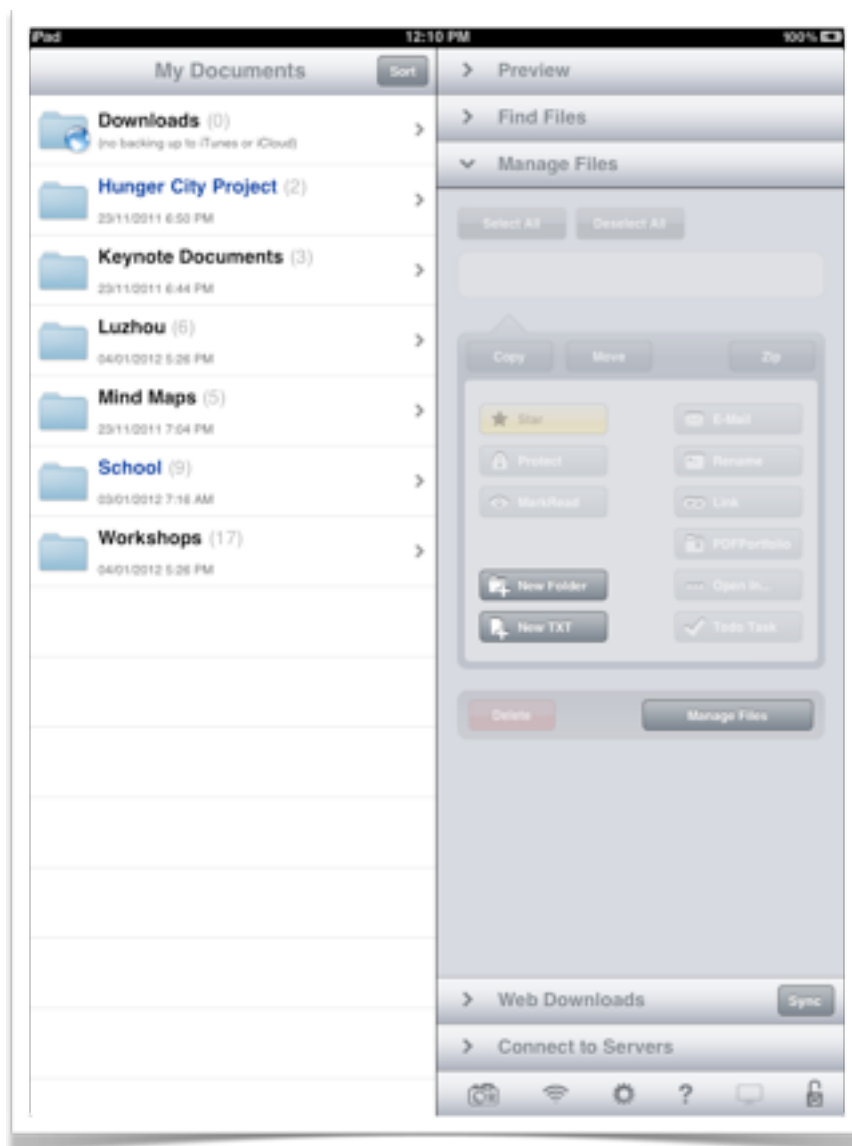 iPad 12:10 PM 100%
My Documents Sort
Downloads (0)
(no backing up to iTunes or iCloud)
Hunger City Project (2)
23/11/2011 6:50 PM
Keynote Documents (3)
23/11/2011 6:44 PM
Luzhou (6)
04/01/2012 5:26 PM
Mind Maps (5)
23/11/2011 7:04 PM
School (9)
03/01/2012 7:16 AM
Workshops (17)
04/01/2012 5:26 PM
Preview
Find Files
Manage Files
Select All Deselect All
Copy Move Zip
Star E-Mail
Protect Rename
MarkRead Link
PDFPortfolio
New Folder Open In...
New TXT Todo Task
Delete Manage Files
Web Downloads Sync
Connect to Servers
?